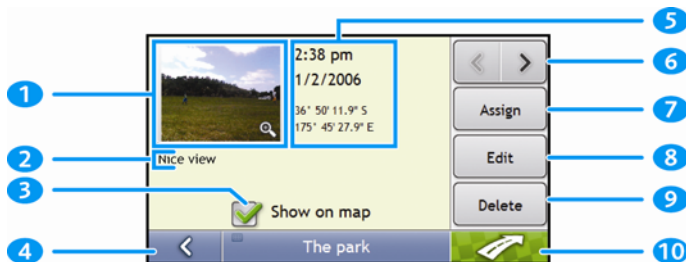 2:38 pm
1/2/2006
36° 50' 11.9" S
175° 45' 27.9" E
Nice view
Show on map
The park
Assign
Edit
Delete
1
2
3
4
5
6
7
8
9
10